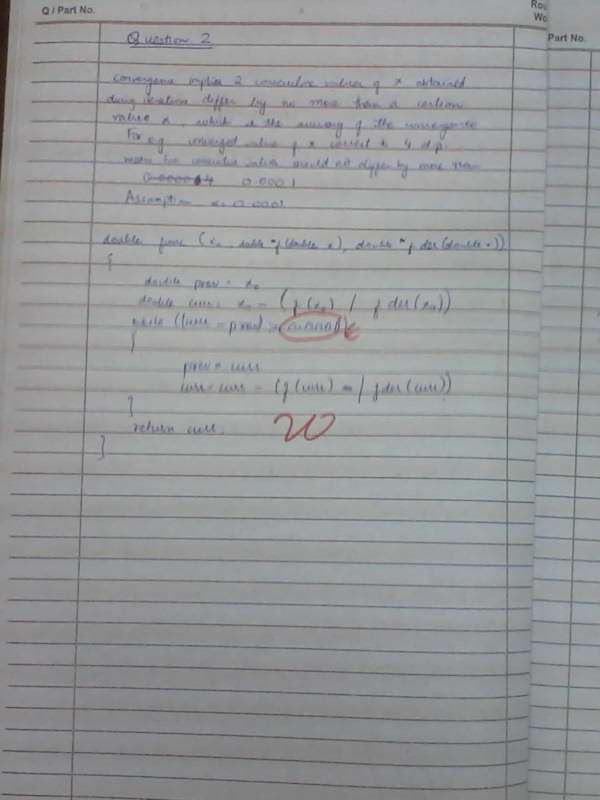 Q / Part No.
Rou
Wo
Part No.
Question 2
Convergence implies 2 consecutive values of x obtained
during iteration differ by no more than a certain
value α which is the accuracy of the convergence
For e.g. converged value of x correct to 4 d.p.
means two consecutive values should not differ by more than
0.0001
Assumption α = 0.0001
double func (x₀, double *f(double x), double *f der(double x))
{
double prev = x₀
double curr = x₀ - (f(x₀) / f der(x₀))
while ((curr - prev) > 0.0001)
{
prev = curr
curr = curr - (f(curr) / f der(curr))
}
return curr;
}
20